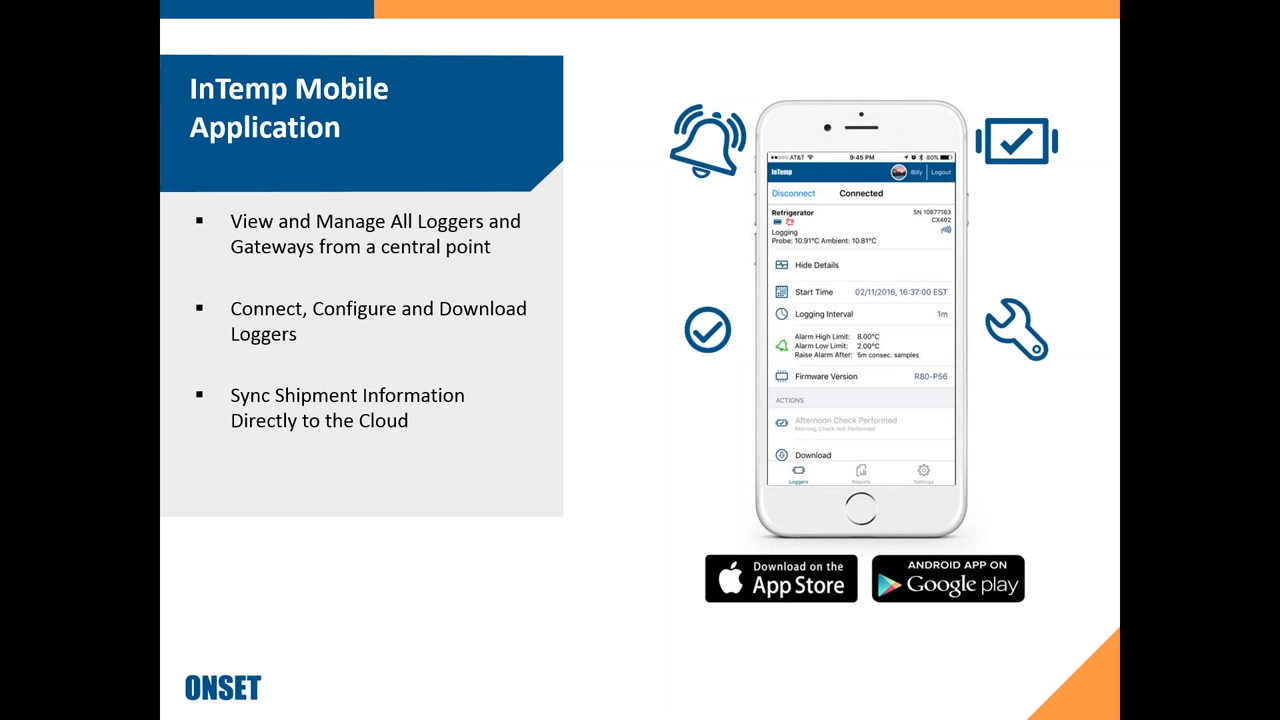 InTemp Mobile
Application
View and Manage All Loggers and
Gateways from a central point
Connect, Configure and Download
Loggers
Sync Shipment Information
Directly to the Cloud
AT&T 9:45 PM 80%
InTemp Billy Logout
Disconnect Connected
Refrigerator SN 10877163
CX402
Logging
Probe: 10.91°C Ambient: 10.81°C
Hide Details
Start Time 02/11/2016, 16:37:00 EST
Logging Interval 1m
Alarm High Limit: 8.00°C
Alarm Low Limit: 2.00°C
Raise Alarm After: 5m consec. samples
Firmware Version R80-P56
ACTIONS
Afternoon Check Performed
Morning Check Not Performed
Download
Loggers Reports Settings
Download on the
App Store
ANDROID APP ON
Google play
ONSET